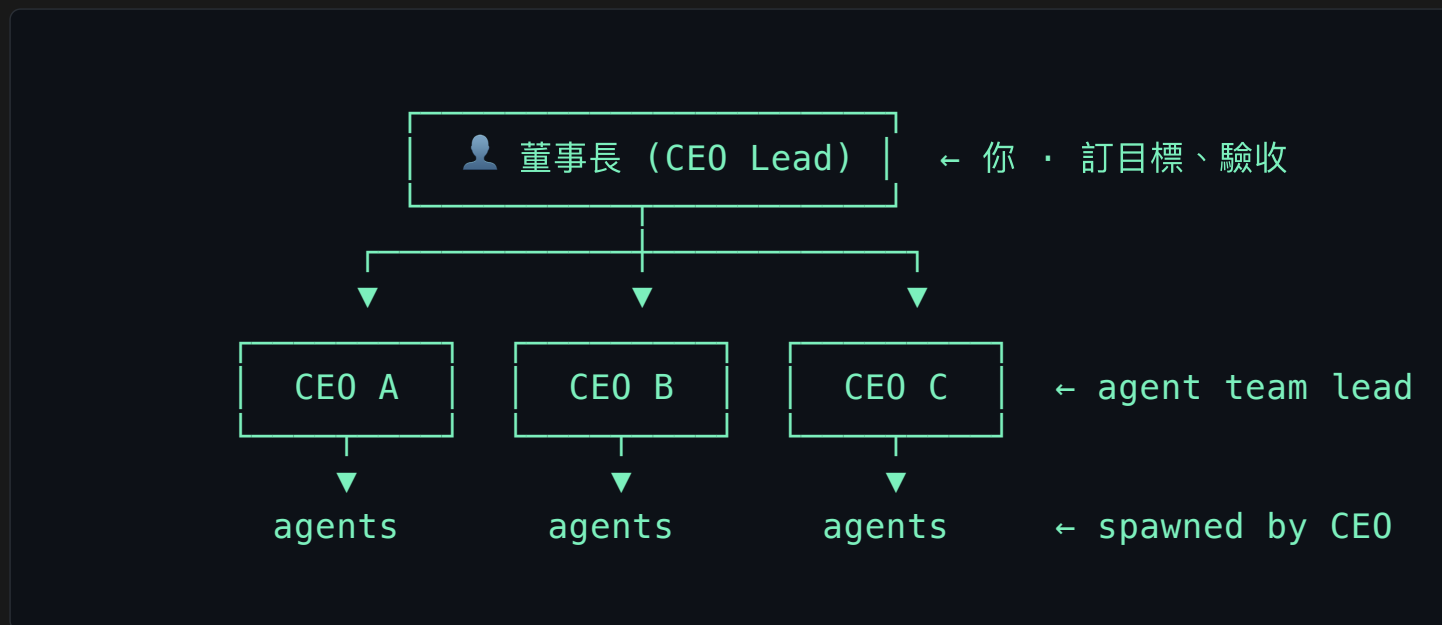 董事長 (CEO Lead) ← 你 · 訂目標、驗收
CEO A CEO B CEO C ← agent team lead
agents agents agents ← spawned by CEO